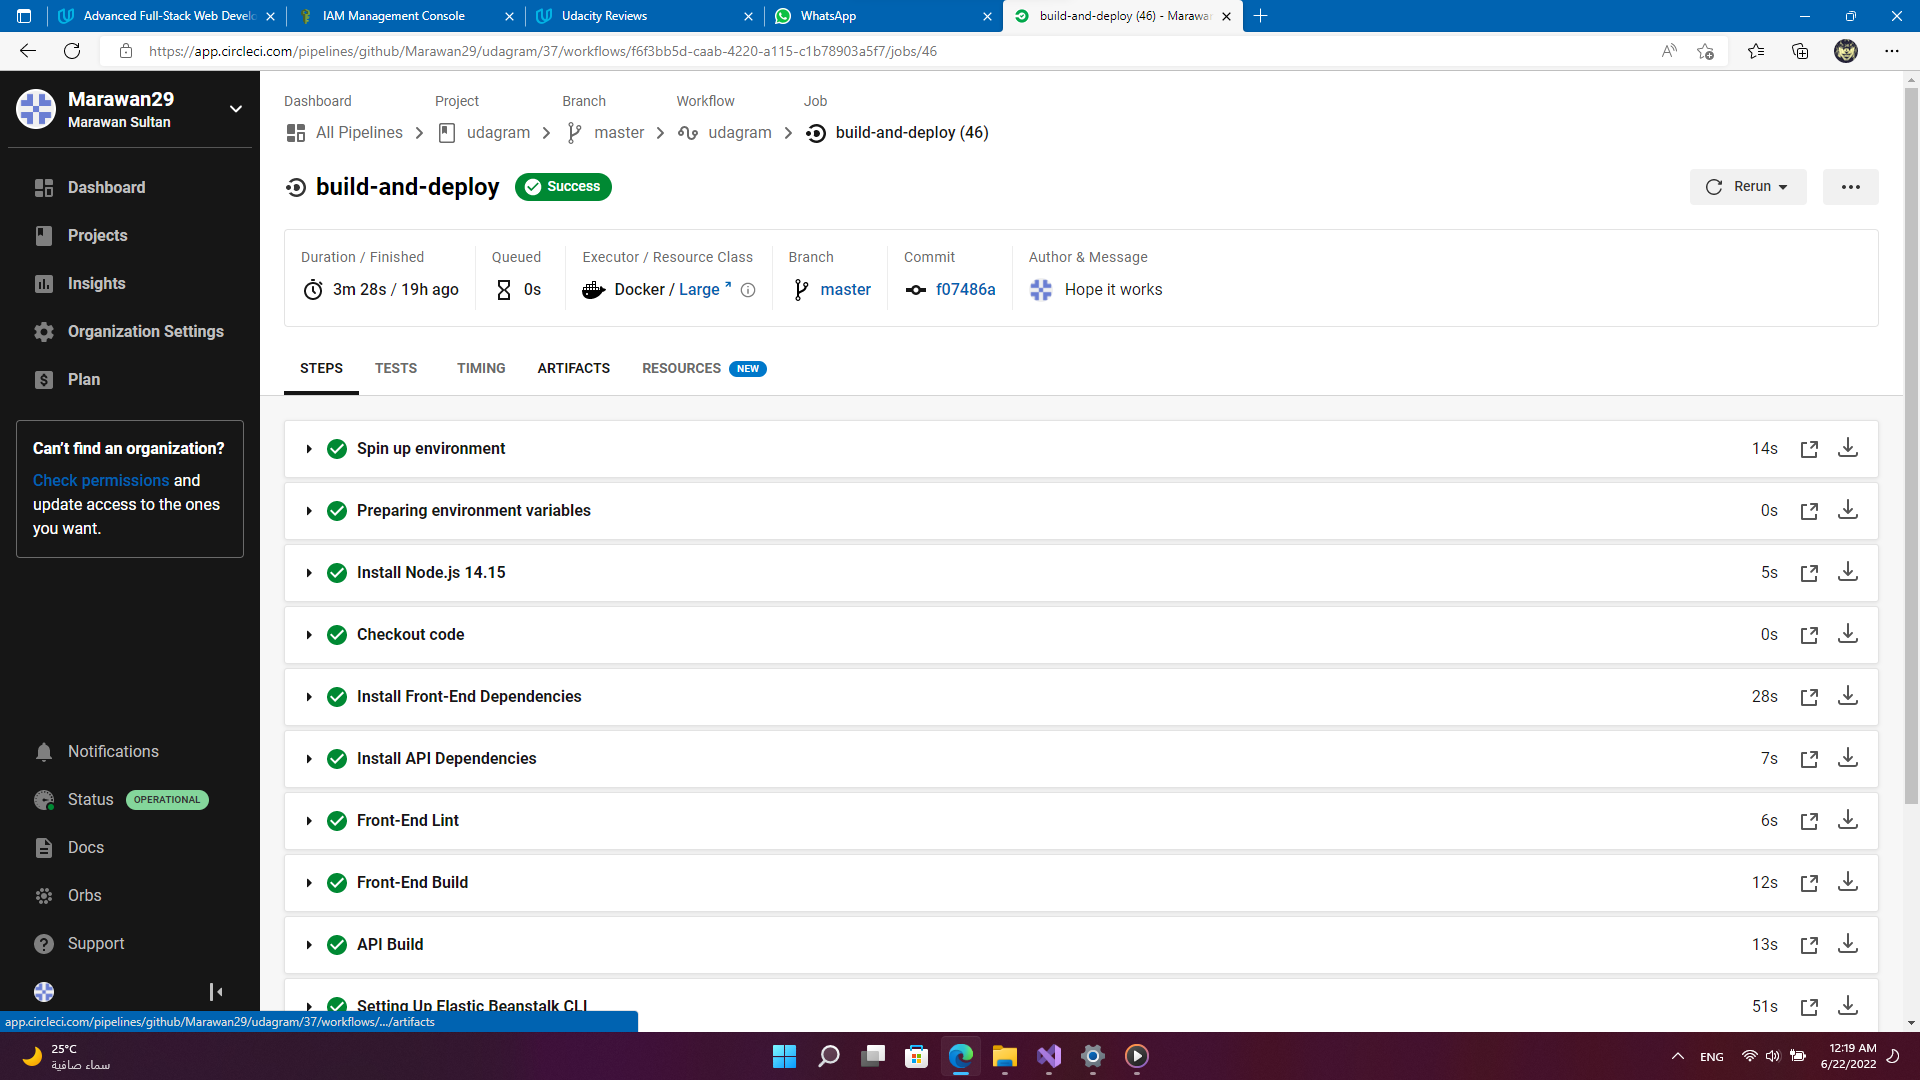 Advanced Full-Stack Web Develo
IAM Management Console
Udacity Reviews
WhatsApp
build-and-deploy (46) - Marawan
https://app.circleci.com/pipelines/github/Marawan29/udagram/37/workflows/f6f3bb5d-caab-4220-a115-c1b78903a5f7/jobs/46
Marawan29
Marawan Sultan
Dashboard
Projects
Insights
Organization Settings
Plan
Can't find an organization?
Check permissions and
update access to the ones
you want.
Notifications
Status OPERATIONAL
Docs
Orbs
Support
app.circleci.com/pipelines/github/Marawan29/udagram/37/workflows/.../artifacts
Dashboard Project Branch Workflow Job
All Pipelines udagram master udagram build-and-deploy (46)
build-and-deploy Success
Rerun
Duration / Finished Queued Executor / Resource Class Branch Commit Author & Message
3m 28s / 19h ago 0s Docker / Large master f07486a Hope it works
STEPS TESTS TIMING ARTIFACTS RESOURCES NEW
Spin up environment 14s
Preparing environment variables 0s
Install Node.js 14.15 5s
Checkout code 0s
Install Front-End Dependencies 28s
Install API Dependencies 7s
Front-End Lint 6s
Front-End Build 12s
API Build 13s
Setting Up Elastic Beanstalk CLI 51s
25°C
سماء صافية
ENG
12:19 AM
6/22/2022